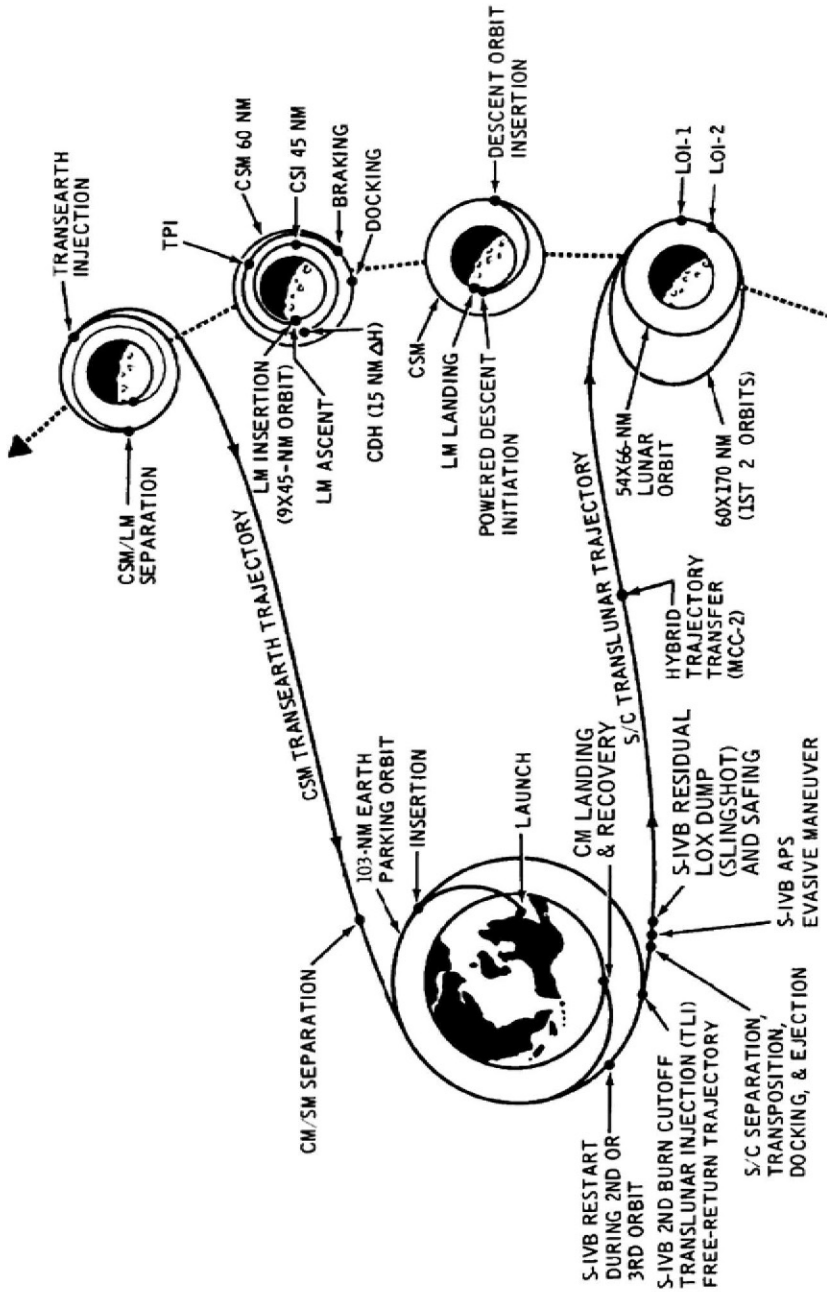 TRANSEARTH
INJECTION
CSM/LM
SEPARATION
TPI
CSM 60 NM
CSI 45 NM
BRAKING
DOCKING
LM INSERTION
(9X45-NM ORBIT)
LM ASCENT
CDH (15 NM ΔH)
CSM
LM LANDING
POWERED DESCENT
INITIATION
DESCENT ORBIT
INSERTION
54X66-NM
LUNAR
ORBIT
60X170 NM
(1ST 2 ORBITS)
LOI-1
LOI-2
CSM TRANSEARTH TRAJECTORY
S/C TRANSLUNAR TRAJECTORY
HYBRID
TRAJECTORY
TRANSFER
(MCC-2)
CM/SM SEPARATION
103-NM EARTH
PARKING ORBIT
INSERTION
LAUNCH
CM LANDING
& RECOVERY
S-IVB RESTART
DURING 2ND OR
3RD ORBIT
S-IVB 2ND BURN CUTOFF
TRANSLUNAR INJECTION (TLI)
FREE-RETURN TRAJECTORY
S/C SEPARATION,
TRANSPOSITION,
DOCKING, & EJECTION
S-IVB APS
EVASIVE MANEUVER
S-IVB RESIDUAL
LOX DUMP
(SLINGSHOT)
AND SAFING